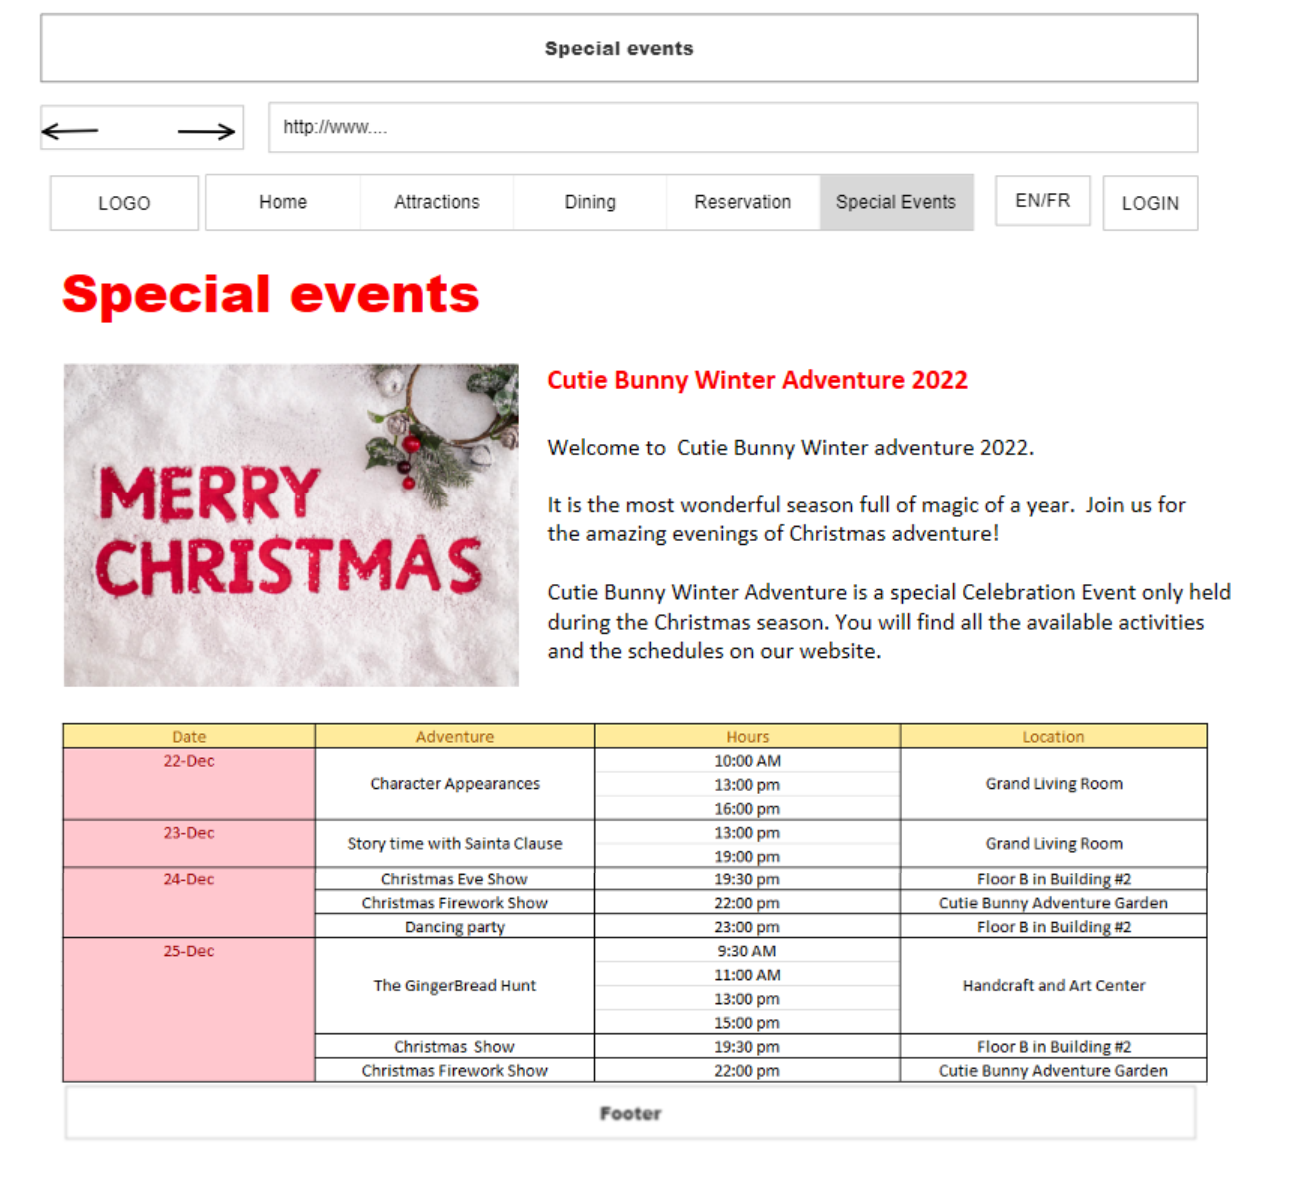 Special events
http://www....
LOGO Home Attractions Dining Reservation Special Events EN/FR LOGIN
Special events
MERRY
CHRISTMAS
Cutie Bunny Winter Adventure 2022
Welcome to Cutie Bunny Winter adventure 2022.
It is the most wonderful season full of magic of a year. Join us for
the amazing evenings of Christmas adventure!
Cutie Bunny Winter Adventure is a special Celebration Event only held
during the Christmas season. You will find all the available activities
and the schedules on our website.
Date Adventure Hours Location
22-Dec Character Appearances 10:00 AM Grand Living Room
13:00 pm
16:00 pm
23-Dec Story time with Sainta Clause 13:00 pm Grand Living Room
19:00 pm
24-Dec Christmas Eve Show 19:30 pm Floor B in Building #2
Christmas Firework Show 22:00 pm Cutie Bunny Adventure Garden
Dancing party 23:00 pm Floor B in Building #2
25-Dec The GingerBread Hunt 9:30 AM Handcraft and Art Center
11:00 AM
13:00 pm
15:00 pm
Christmas Show 19:30 pm Floor B in Building #2
Christmas Firework Show 22:00 pm Cutie Bunny Adventure Garden
Footer